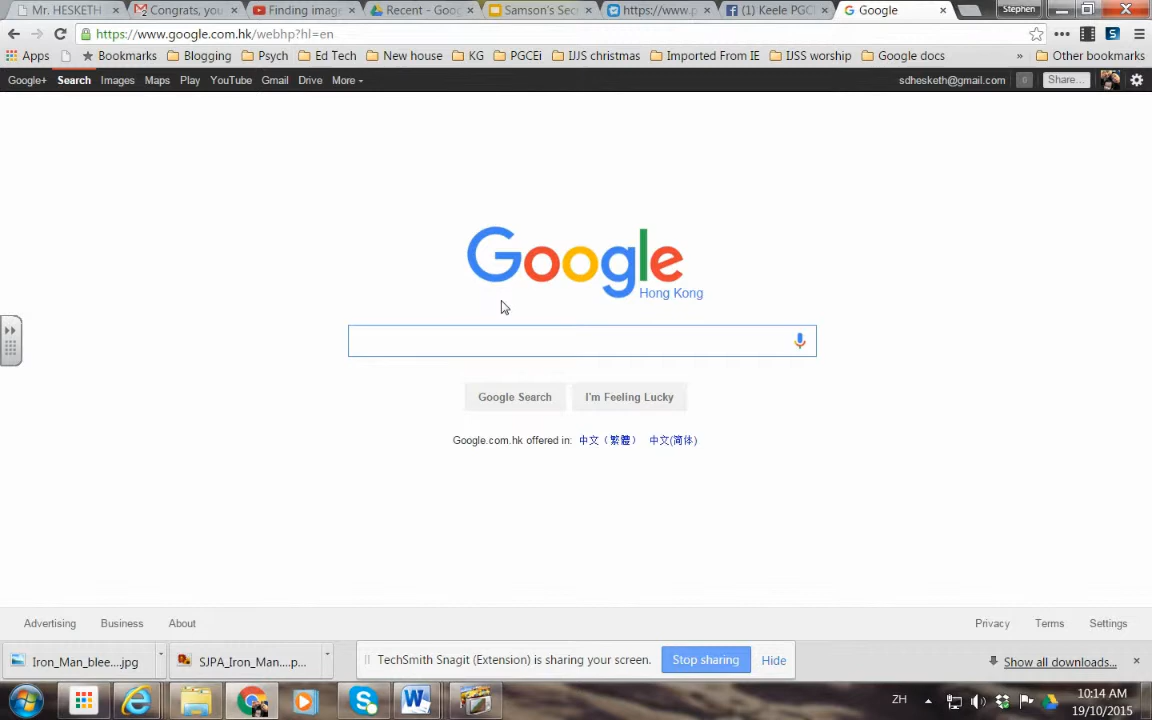 Mr. HESKETH
Congrats, you
Finding imag
Recent - Goo
Samson's Sec
https://www.p
(1) Keele PGC
Google
Stephen
https://www.google.com.hk/webhp?hl=en
Apps
Bookmarks
Blogging
Psych
Ed Tech
New house
KG
PGCEi
IJJS christmas
Imported From IE
IJSS worship
Google docs
»
Other bookmarks
Google+ Search Images Maps Play YouTube Gmail Drive More
sdhesketh@gmail.com 0 Share...
Google
Hong Kong
Google Search
I'm Feeling Lucky
Google.com.hk offered in: 中文（繁體） 中文(简体)
Advertising Business About
Privacy Terms Settings
Iron_Man_blee....jpg
SJPA_Iron_Man....p...
TechSmith Snagit (Extension) is sharing your screen.
Stop sharing
Hide
Show all downloads...
ZH
10:14 AM
19/10/2015